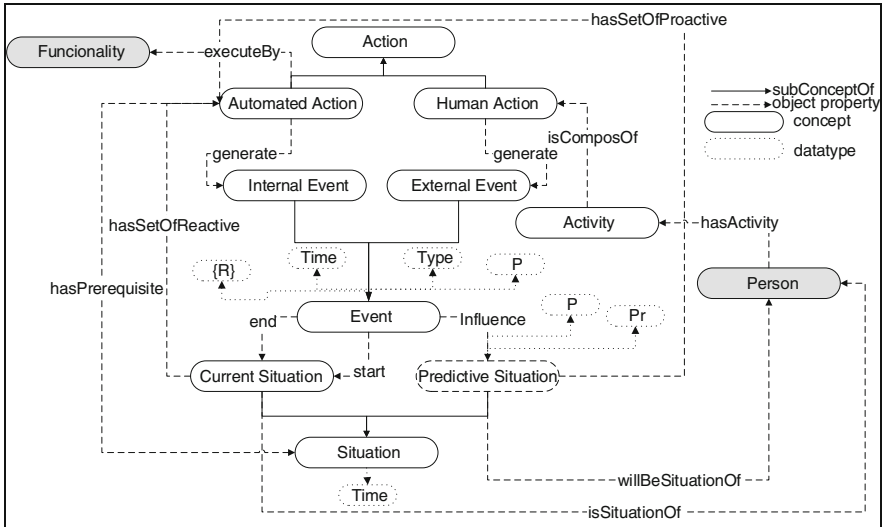 hasSetOfProactive
Action
Funcionality
executeBy
subConceptOf
object property
concept
datatype
Automated Action
Human Action
isComposOf
generate
generate
Internal Event
External Event
Activity
hasActivity
hasSetOfReactive
Time
Type
{R}
P
hasPrerequisite
Person
P
Pr
end
Event
Influence
start
Current Situation
Predictive Situation
Situation
willBeSituationOf
Time
isSituationOf